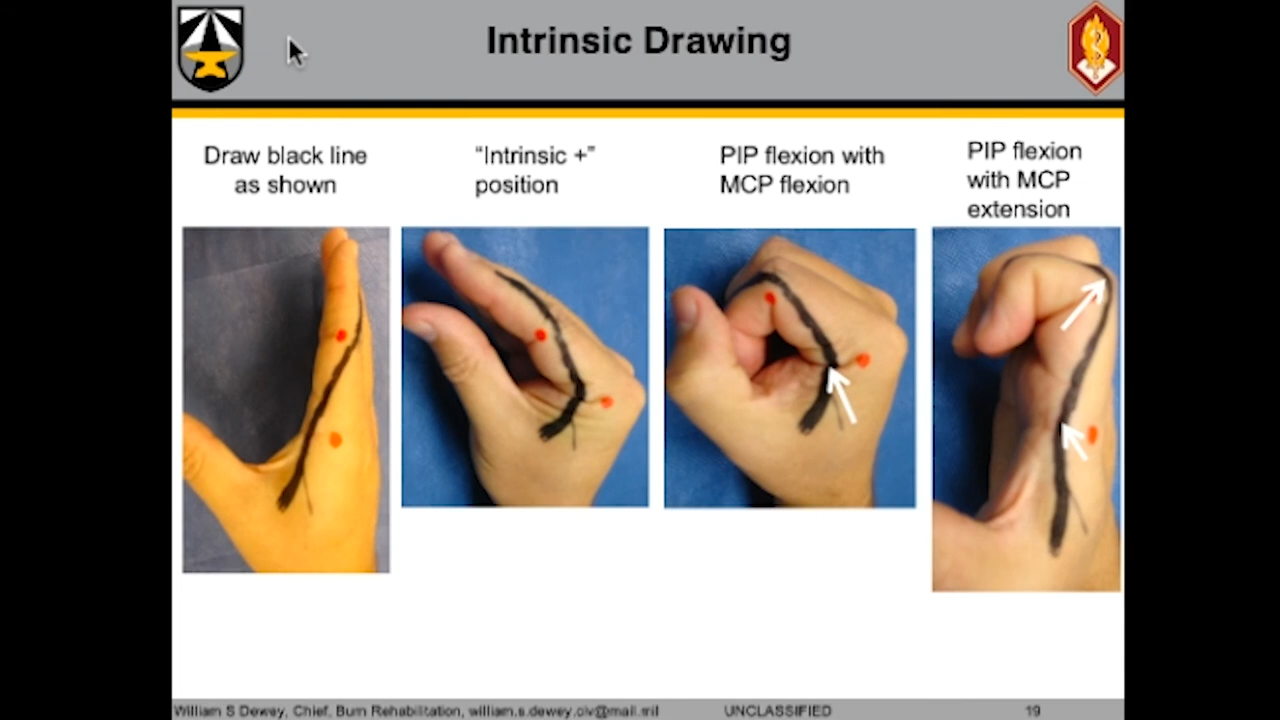 Intrinsic Drawing
Draw black line
as shown
“Intrinsic +”
position
PIP flexion with
MCP flexion
PIP flexion
with MCP
extension
William S Dewey, Chief, Burn Rehabilitation, william.s.dewey.civ@mail.mil
UNCLASSIFIED
19